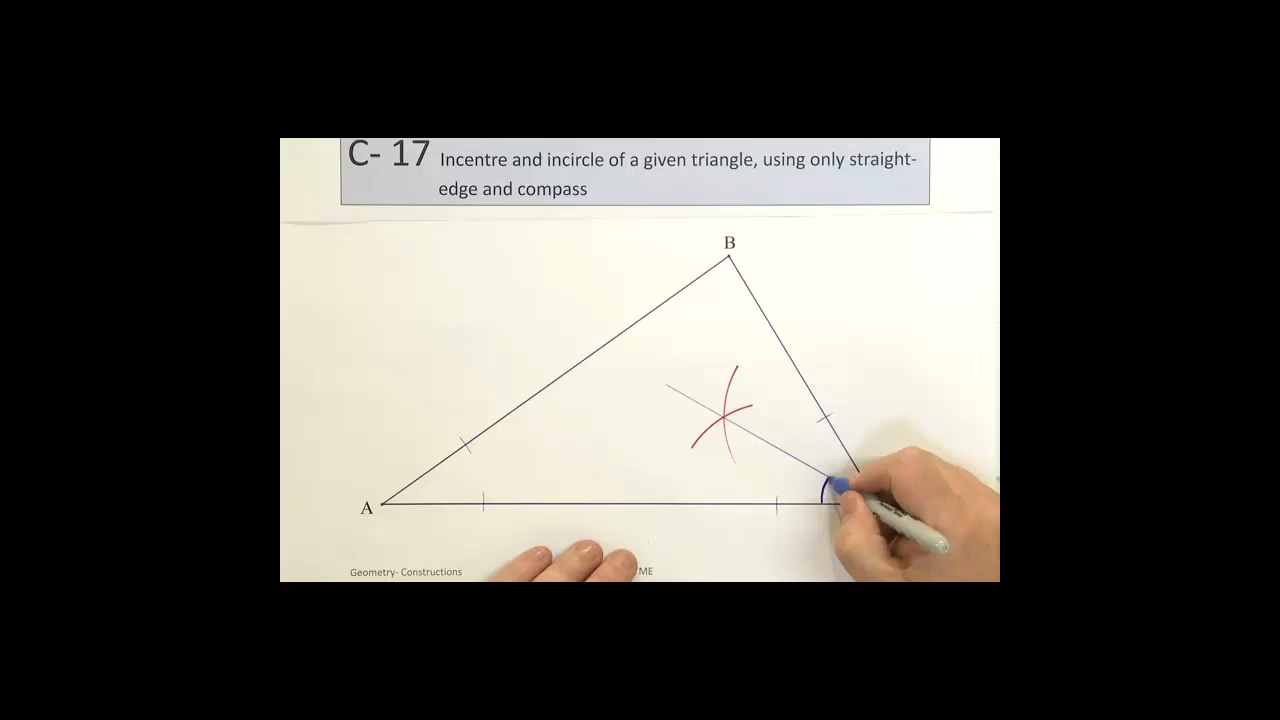 C- 17 Incentre and incircle of a given triangle, using only straight-
edge and compass
B
A
Geometry- Constructions